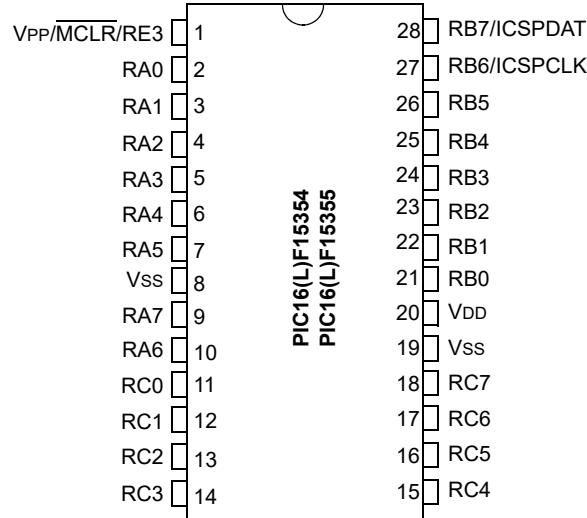 VPP/MCLR/RE3 1 28 RB7/ICSPDAT
RA0 2 27 RB6/ICSPCLK
RA1 3 26 RB5
RA2 4 25 RB4
RA3 5 24 RB3
RA4 6 23 RB2
RA5 7 22 RB1
VSS 8 21 RB0
RA7 9 20 VDD
RA6 10 19 VSS
RC0 11 18 RC7
RC1 12 17 RC6
RC2 13 16 RC5
RC3 14 15 RC4
PIC16(L)F15354
PIC16(L)F15355